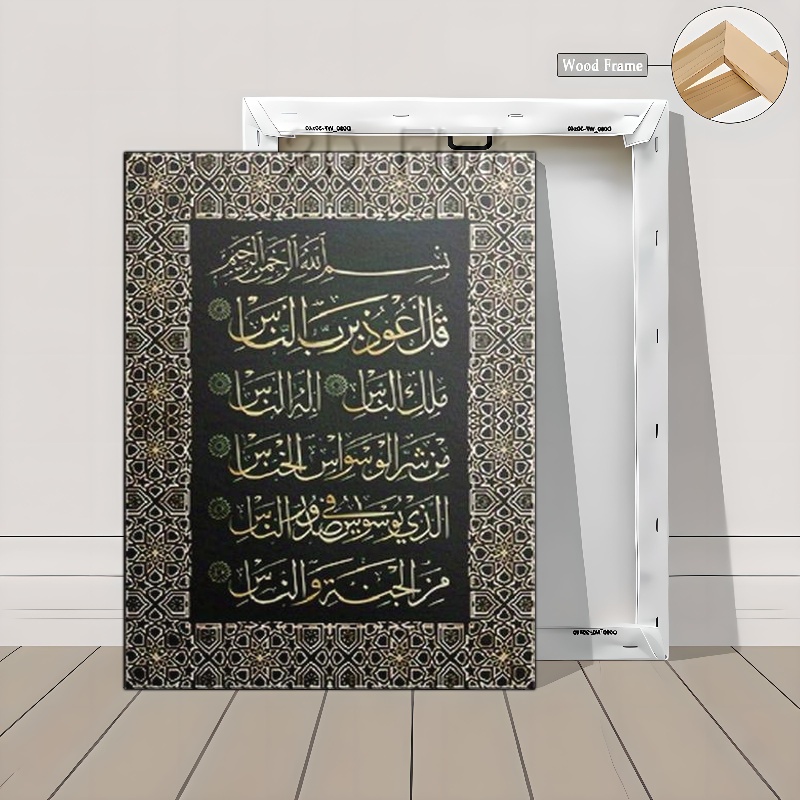 Wood Frame
بسم الله الرحمن الرحيم
قل أعوذ برب الناس
ملك الناس إله الناس
من شر الوسواس الخناس
الذي يوسوس في صدور الناس
من الجنة والناس